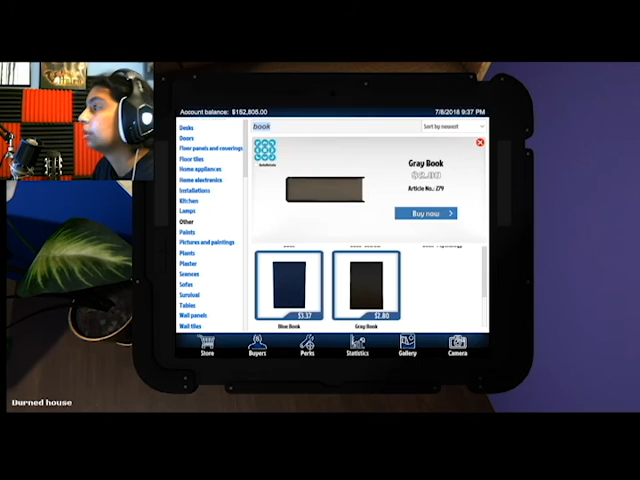 Account balance: $152,805.00
7/8/2018 9:37 PM
Desks
Doors
Floor panels and coverings
Floor tiles
Home appliances
Home electronics
Installations
Kitchen
Lamps
Other
Paints
Pictures and paintings
Plants
Plaster
Sconces
Sofas
Survival
Tables
Wall panels
Wall tiles
book
Sort by newest
AutoRotate
Gray Book
$2.80
Article No.: 279
Buy now
$3.37
Blue Book
$2.80
Gray Book
Store
Buyers
Perks
Statistics
Gallery
Camera
Burned house